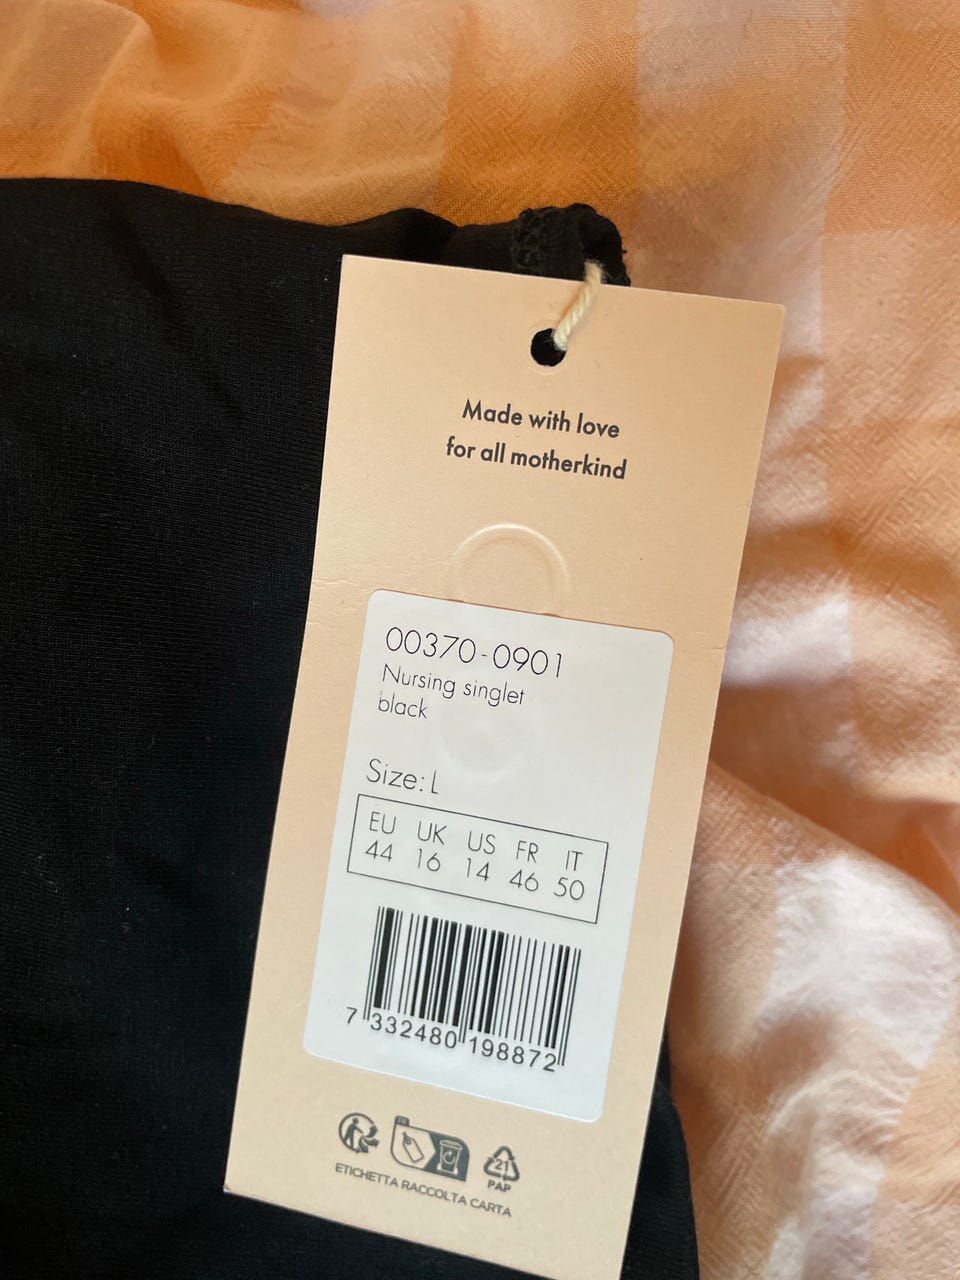 Made with love
for all motherkind
00370-0901
Nursing singlet
black
Size: L
EU UK US FR IT
44 16 14 46 50
7 332480 198872
21
PAP
ETICHETTA RACCOLTA CARTA